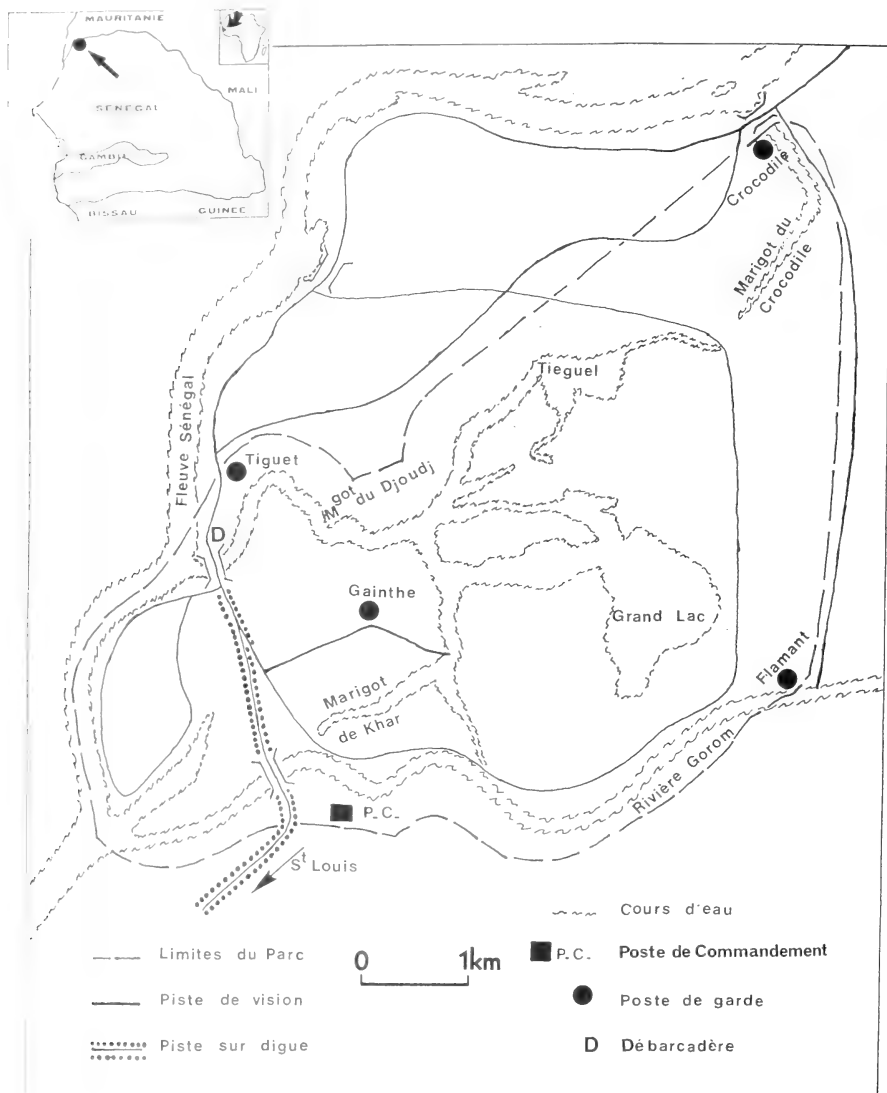 MAURITANIE
MALI
SENEGAL
GAMBIE
BISSAU
GUINEE
Crocodile
Marigot du
Crocodile
Tieguel
Fleuve Sénégal
Tiguet
Mgot du Djoudj
D
Gainthe
Grand Lac
Flamant
Marigot
de Khar
Rivière Gorom
P.C.
St Louis
Cours d'eau
Limites du Parc
0 1km
P.C. Poste de Commandement
Piste de vision
Poste de garde
Piste sur digue
D Débarcadère